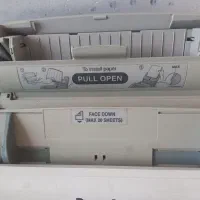 To install paper
PULL OPEN
FACE DOWN
(MAX 20 SHEETS)